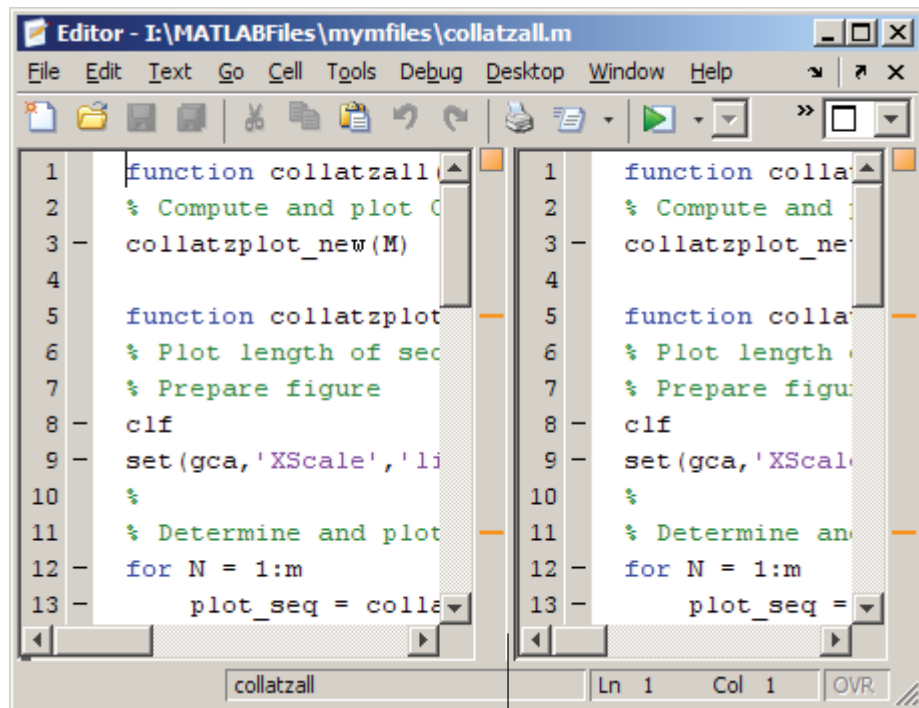 Editor - I:\MATLABFiles\mymfiles\collatzall.m
File Edit Text Go Cell Tools Debug Desktop Window Help
1 function collatzall(
2 % Compute and plot C
3 - collatzplot_new(M)
4
5 function collatzplot
6 % Plot length of sec
7 % Prepare figure
8 - clf
9 - set(gca,'XScale','li
10 %
11 % Determine and plot
12 - for N = 1:m
13 - plot_seq = colla
1 function colla
2 % Compute and
3 - collatzplot_ne
4
5 function colla
6 % Plot length
7 % Prepare figu
8 - clf
9 - set(gca,'XScal
10 %
11 % Determine an
12 - for N = 1:m
13 - plot_seq =
collatzall Ln 1 Col 1 OVR